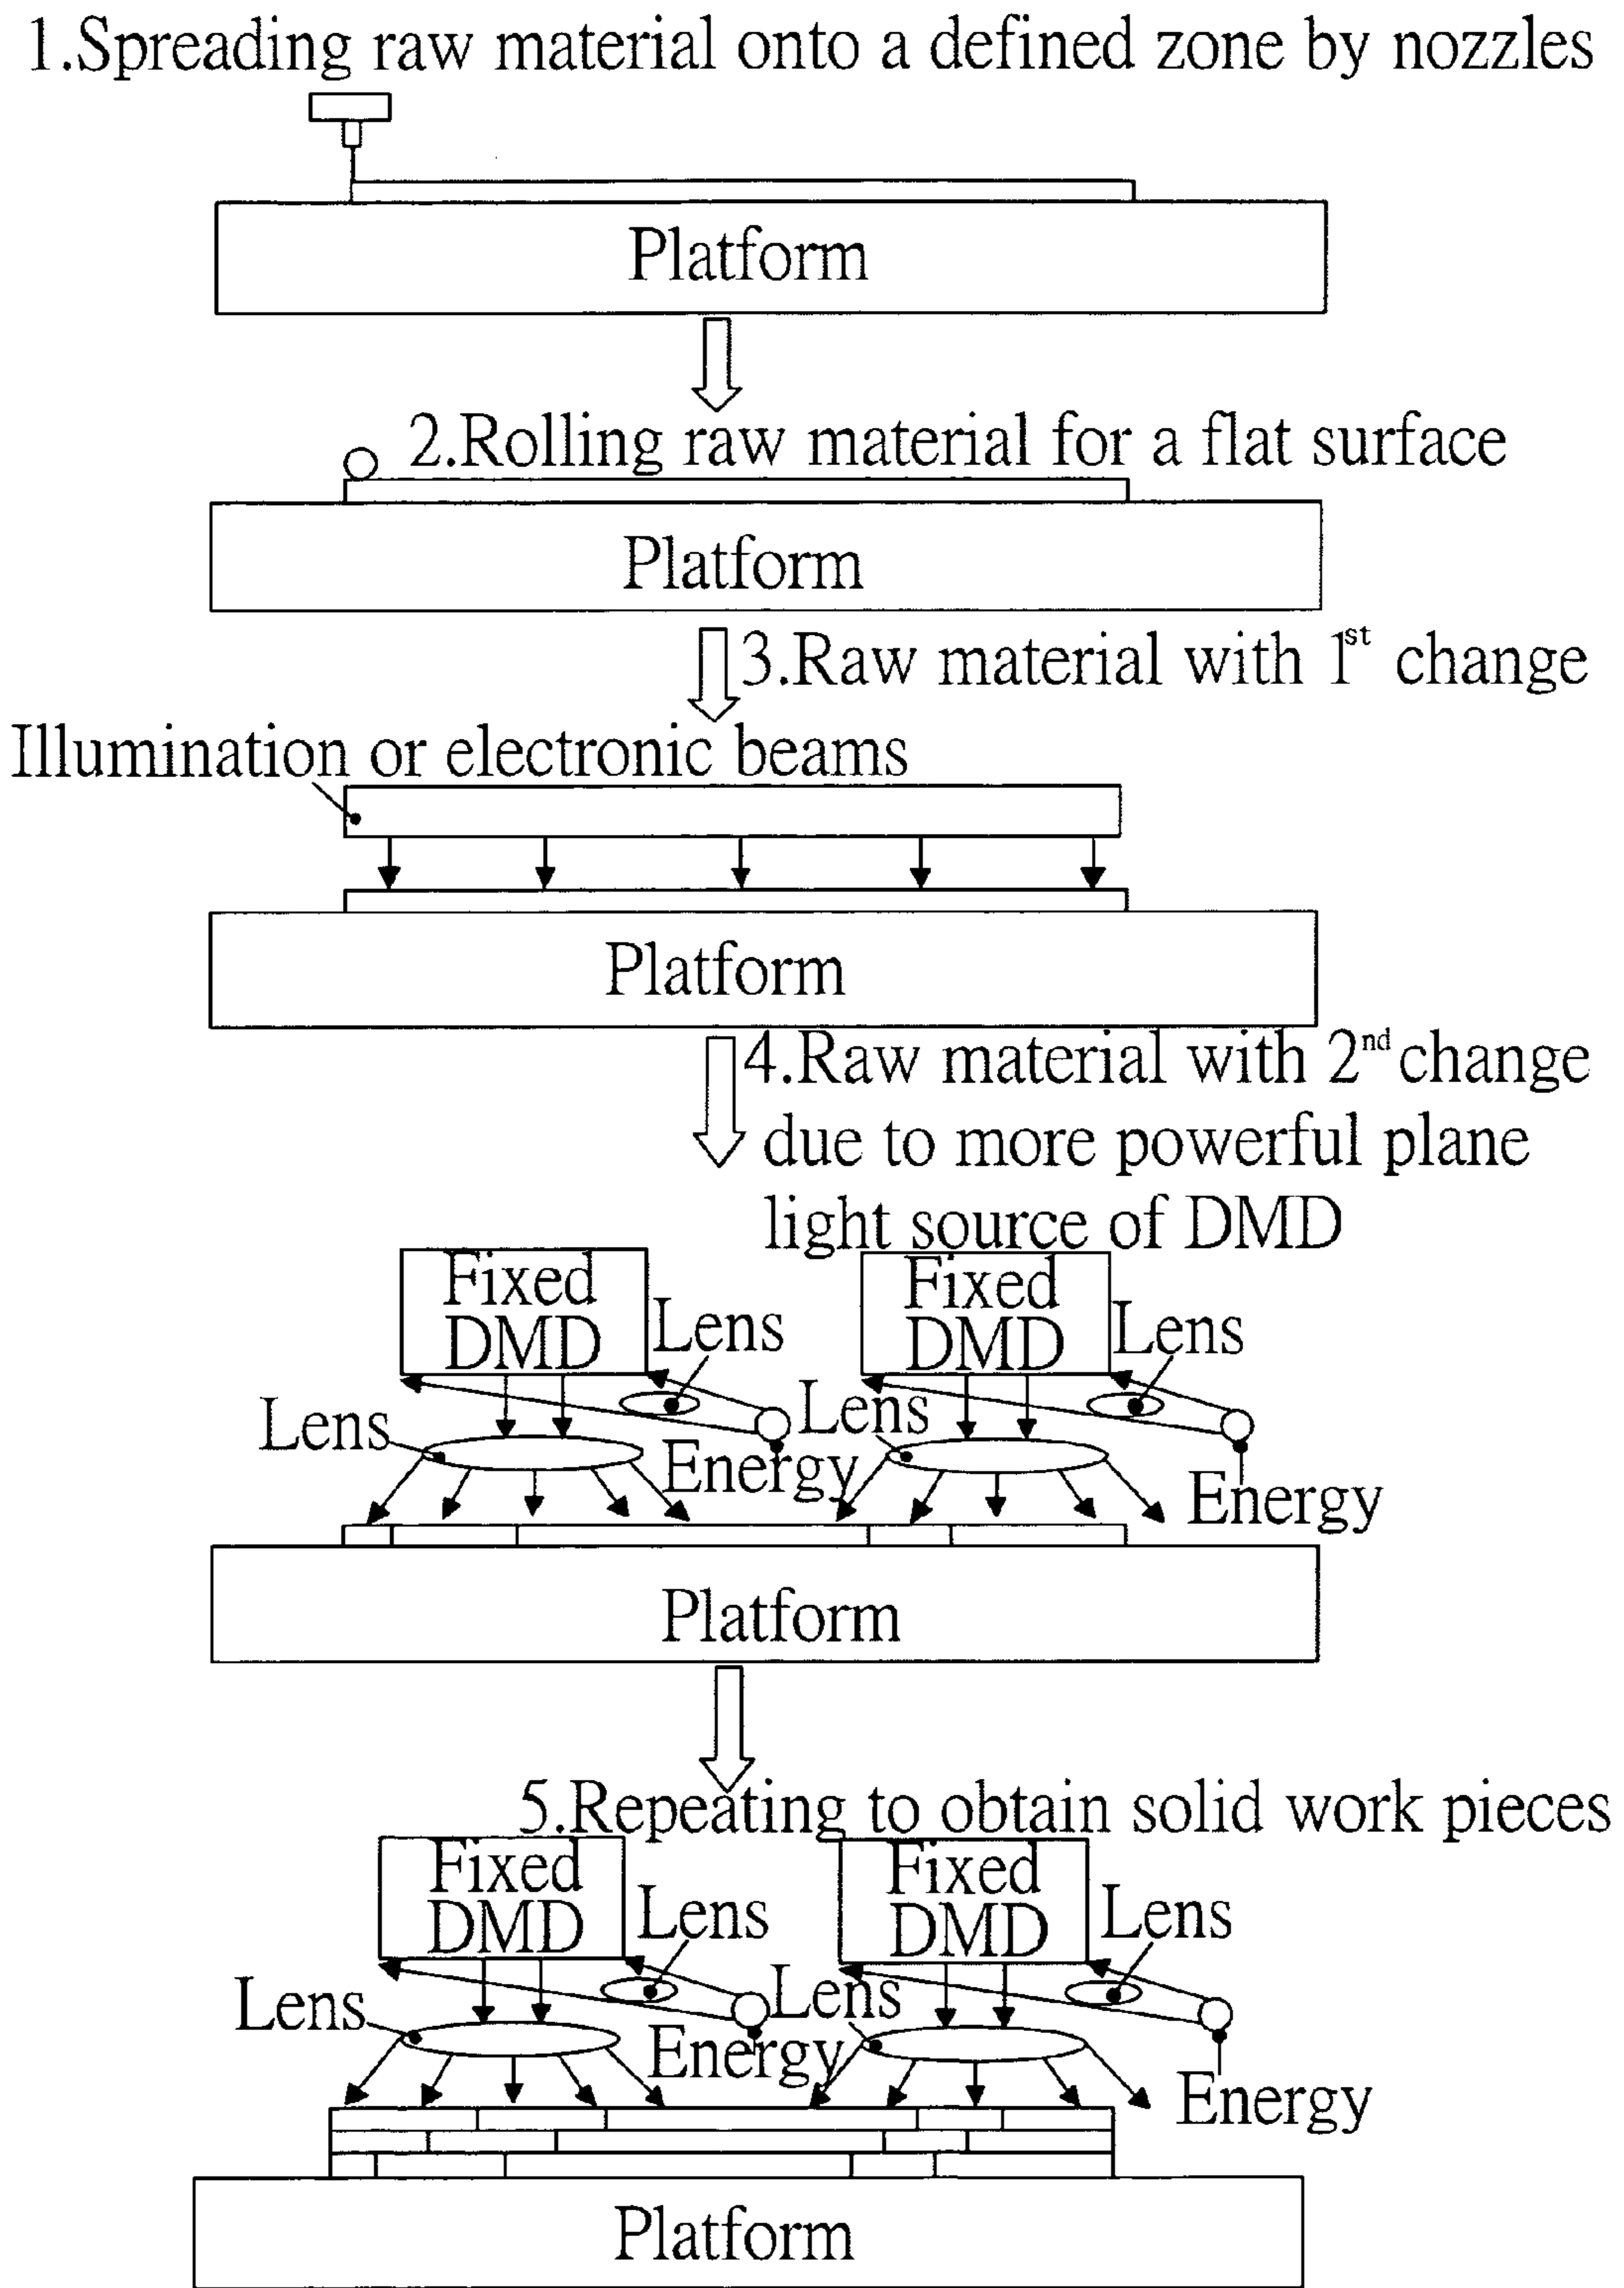 1.Spreading raw material onto a defined zone by nozzles
Platform
2.Rolling raw material for a flat surface
Platform
3.Raw material with 1st change
Illumination or electronic beams
Platform
4.Raw material with 2nd change
due to more powerful plane
light source of DMD
Fixed
DMD
Lens
Fixed
DMD
Lens
Lens
Energy
Lens
Energy
Platform
5.Repeating to obtain solid work pieces
Fixed
DMD
Lens
Fixed
DMD
Lens
Lens
Energy
Lens
Energy
Platform